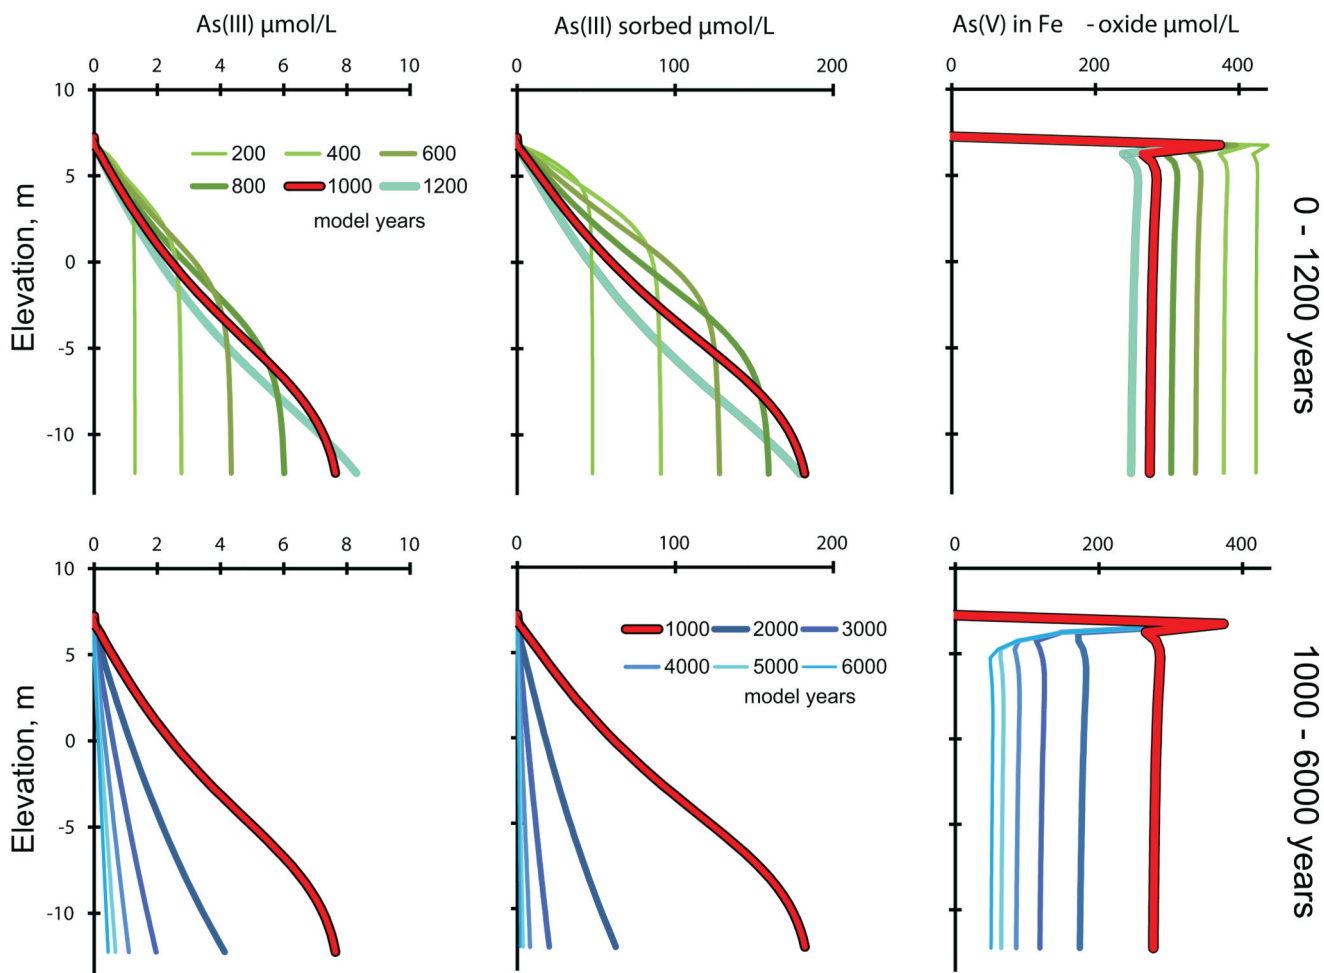 As(III) µmol/L
As(III) sorbed µmol/L
As(V) in Fe -oxide µmol/L
0 2 4 6 8 10
0 100 200
0 200 400
10
5
0
-5
-10
Elevation, m
200 400 600
800 1000 1200
model years
0 - 1200 years
0 2 4 6 8 10
0 100 200
0 200 400
10
5
0
-5
-10
Elevation, m
1000 2000 3000
4000 5000 6000
model years
1000 - 6000 years